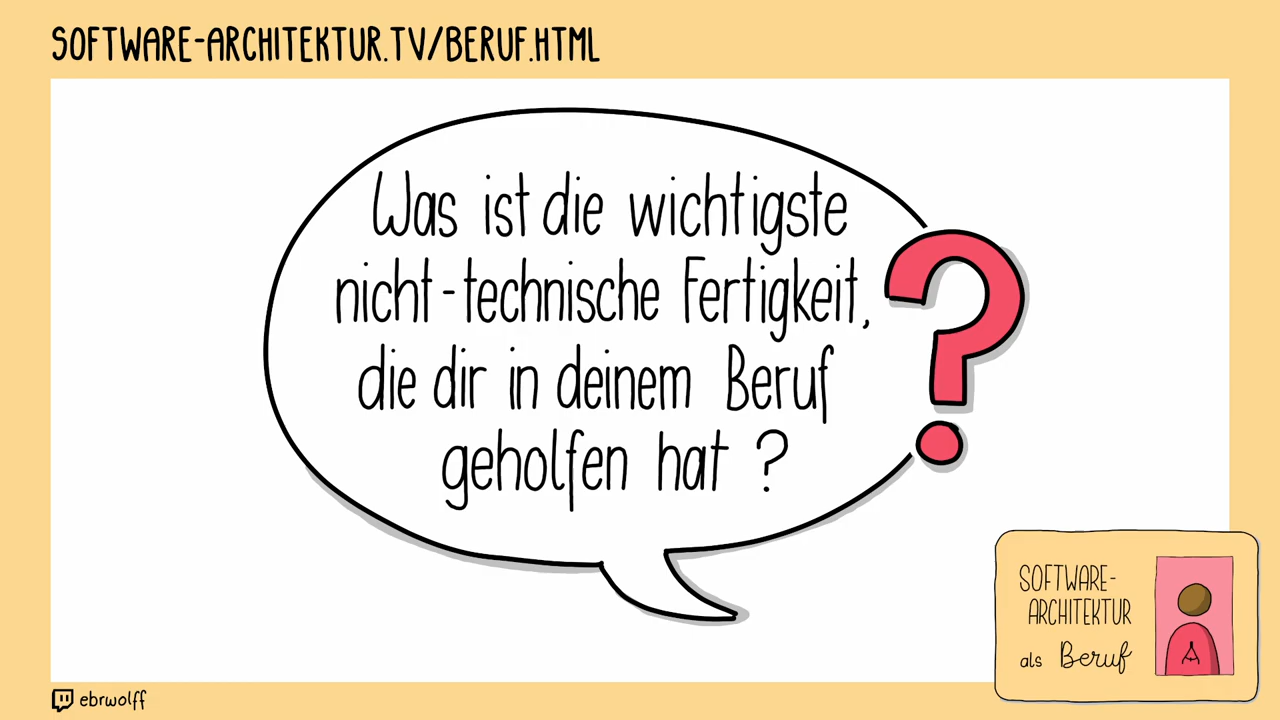 SOFTWARE-ARCHITEKTUR.TV/BERUF.HTML
Was ist die wichtigste
nicht-technische Fertigkeit,
die dir in deinem Beruf
geholfen hat ?
?
SOFTWARE-
ARCHITEKTUR
als Beruf
ebrwolff